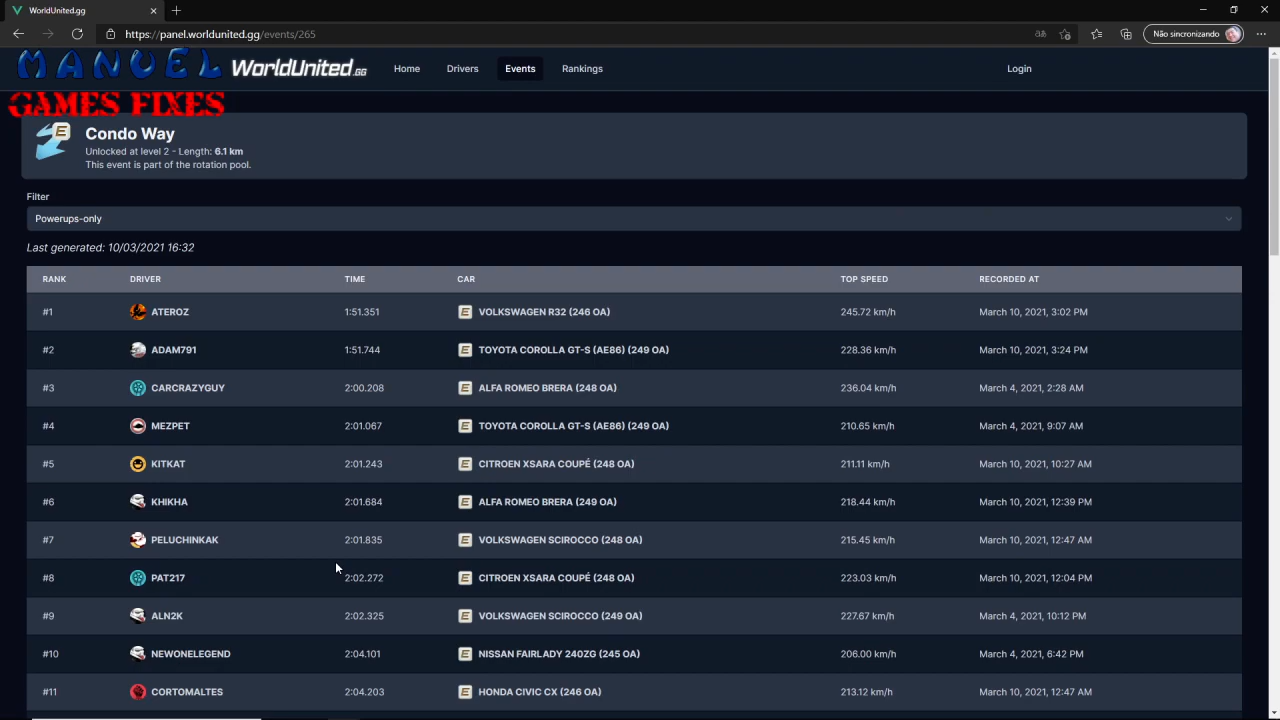 WorldUnited.gg
https://panel.worldunited.gg/events/265
Não sincronizando
MANUEL
GAMES FIXES
WORLDUNITED.GG
Home
Drivers
Events
Rankings
Login
E
Condo Way
Unlocked at level 2 - Length: 6.1 km
This event is part of the rotation pool.
Filter
Powerups-only
Last generated: 10/03/2021 16:32
RANK DRIVER TIME CAR TOP SPEED RECORDED AT
#1 ATEROZ 1:51.351 E VOLKSWAGEN R32 (246 OA) 245.72 km/h March 10, 2021, 3:02 PM
#2 ADAM791 1:51.744 E TOYOTA COROLLA GT-S (AE86) (249 OA) 228.36 km/h March 10, 2021, 3:24 PM
#3 CARCRAZYGUY 2:00.208 E ALFA ROMEO BRERA (248 OA) 236.04 km/h March 4, 2021, 2:28 AM
#4 MEZPET 2:01.067 E TOYOTA COROLLA GT-S (AE86) (249 OA) 210.65 km/h March 4, 2021, 9:07 AM
#5 KITKAT 2:01.243 E CITROEN XSARA COUPÉ (248 OA) 211.11 km/h March 10, 2021, 10:27 AM
#6 KHIKHA 2:01.684 E ALFA ROMEO BRERA (249 OA) 218.44 km/h March 10, 2021, 12:39 PM
#7 PELUCHINKAK 2:01.835 E VOLKSWAGEN SCIROCCO (248 OA) 215.45 km/h March 10, 2021, 12:47 AM
#8 PAT217 2:02.272 E CITROEN XSARA COUPÉ (248 OA) 223.03 km/h March 10, 2021, 12:04 PM
#9 ALN2K 2:02.325 E VOLKSWAGEN SCIROCCO (249 OA) 227.67 km/h March 4, 2021, 10:12 PM
#10 NEWONELEGEND 2:04.101 E NISSAN FAIRLADY 240ZG (245 OA) 206.00 km/h March 4, 2021, 6:42 PM
#11 CORTOMALTES 2:04.203 E HONDA CIVIC CX (246 OA) 213.12 km/h March 10, 2021, 12:47 AM